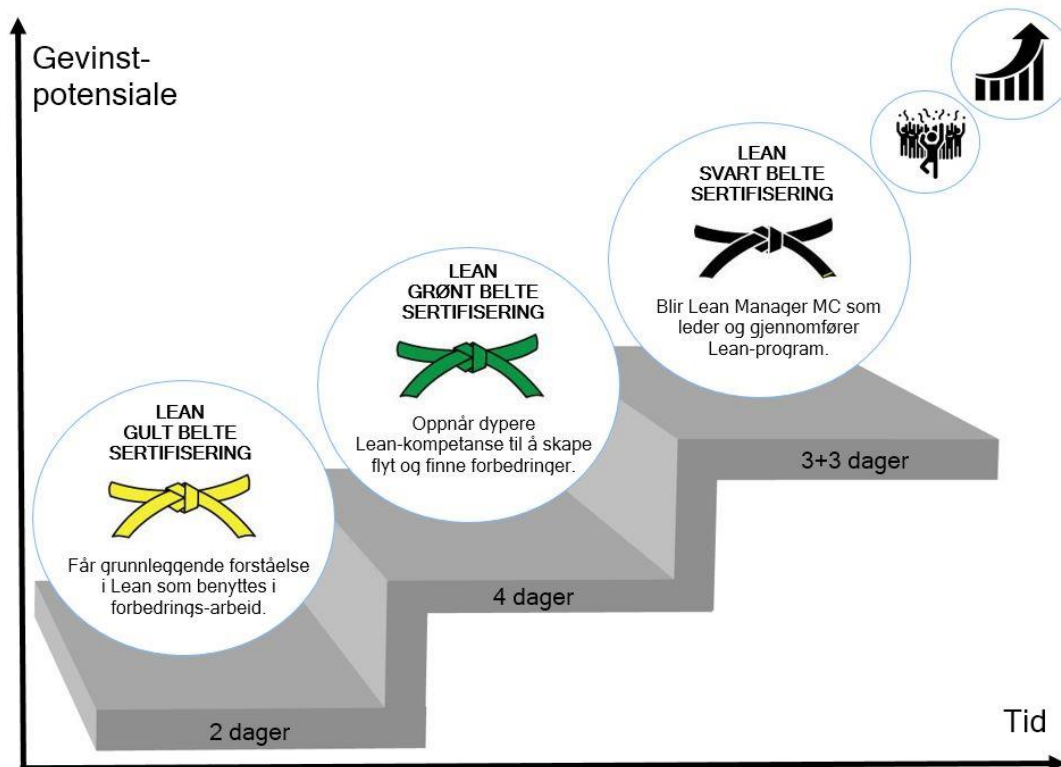 Gevinst-
potensiale
LEAN
SVART BELTE
SERTIFISERING
Blir Lean Manager MC som
leder og gjennomfører
Lean-program.
LEAN
GRØNT BELTE
SERTIFISERING
Oppnår dypere
Lean-kompetanse til å skape
flyt og finne forbedringer.
LEAN
GULT BELTE
SERTIFISERING
Får grunnleggende forståelse
i Lean som benyttes i
forbedrings-arbeid.
3+3 dager
4 dager
2 dager
Tid